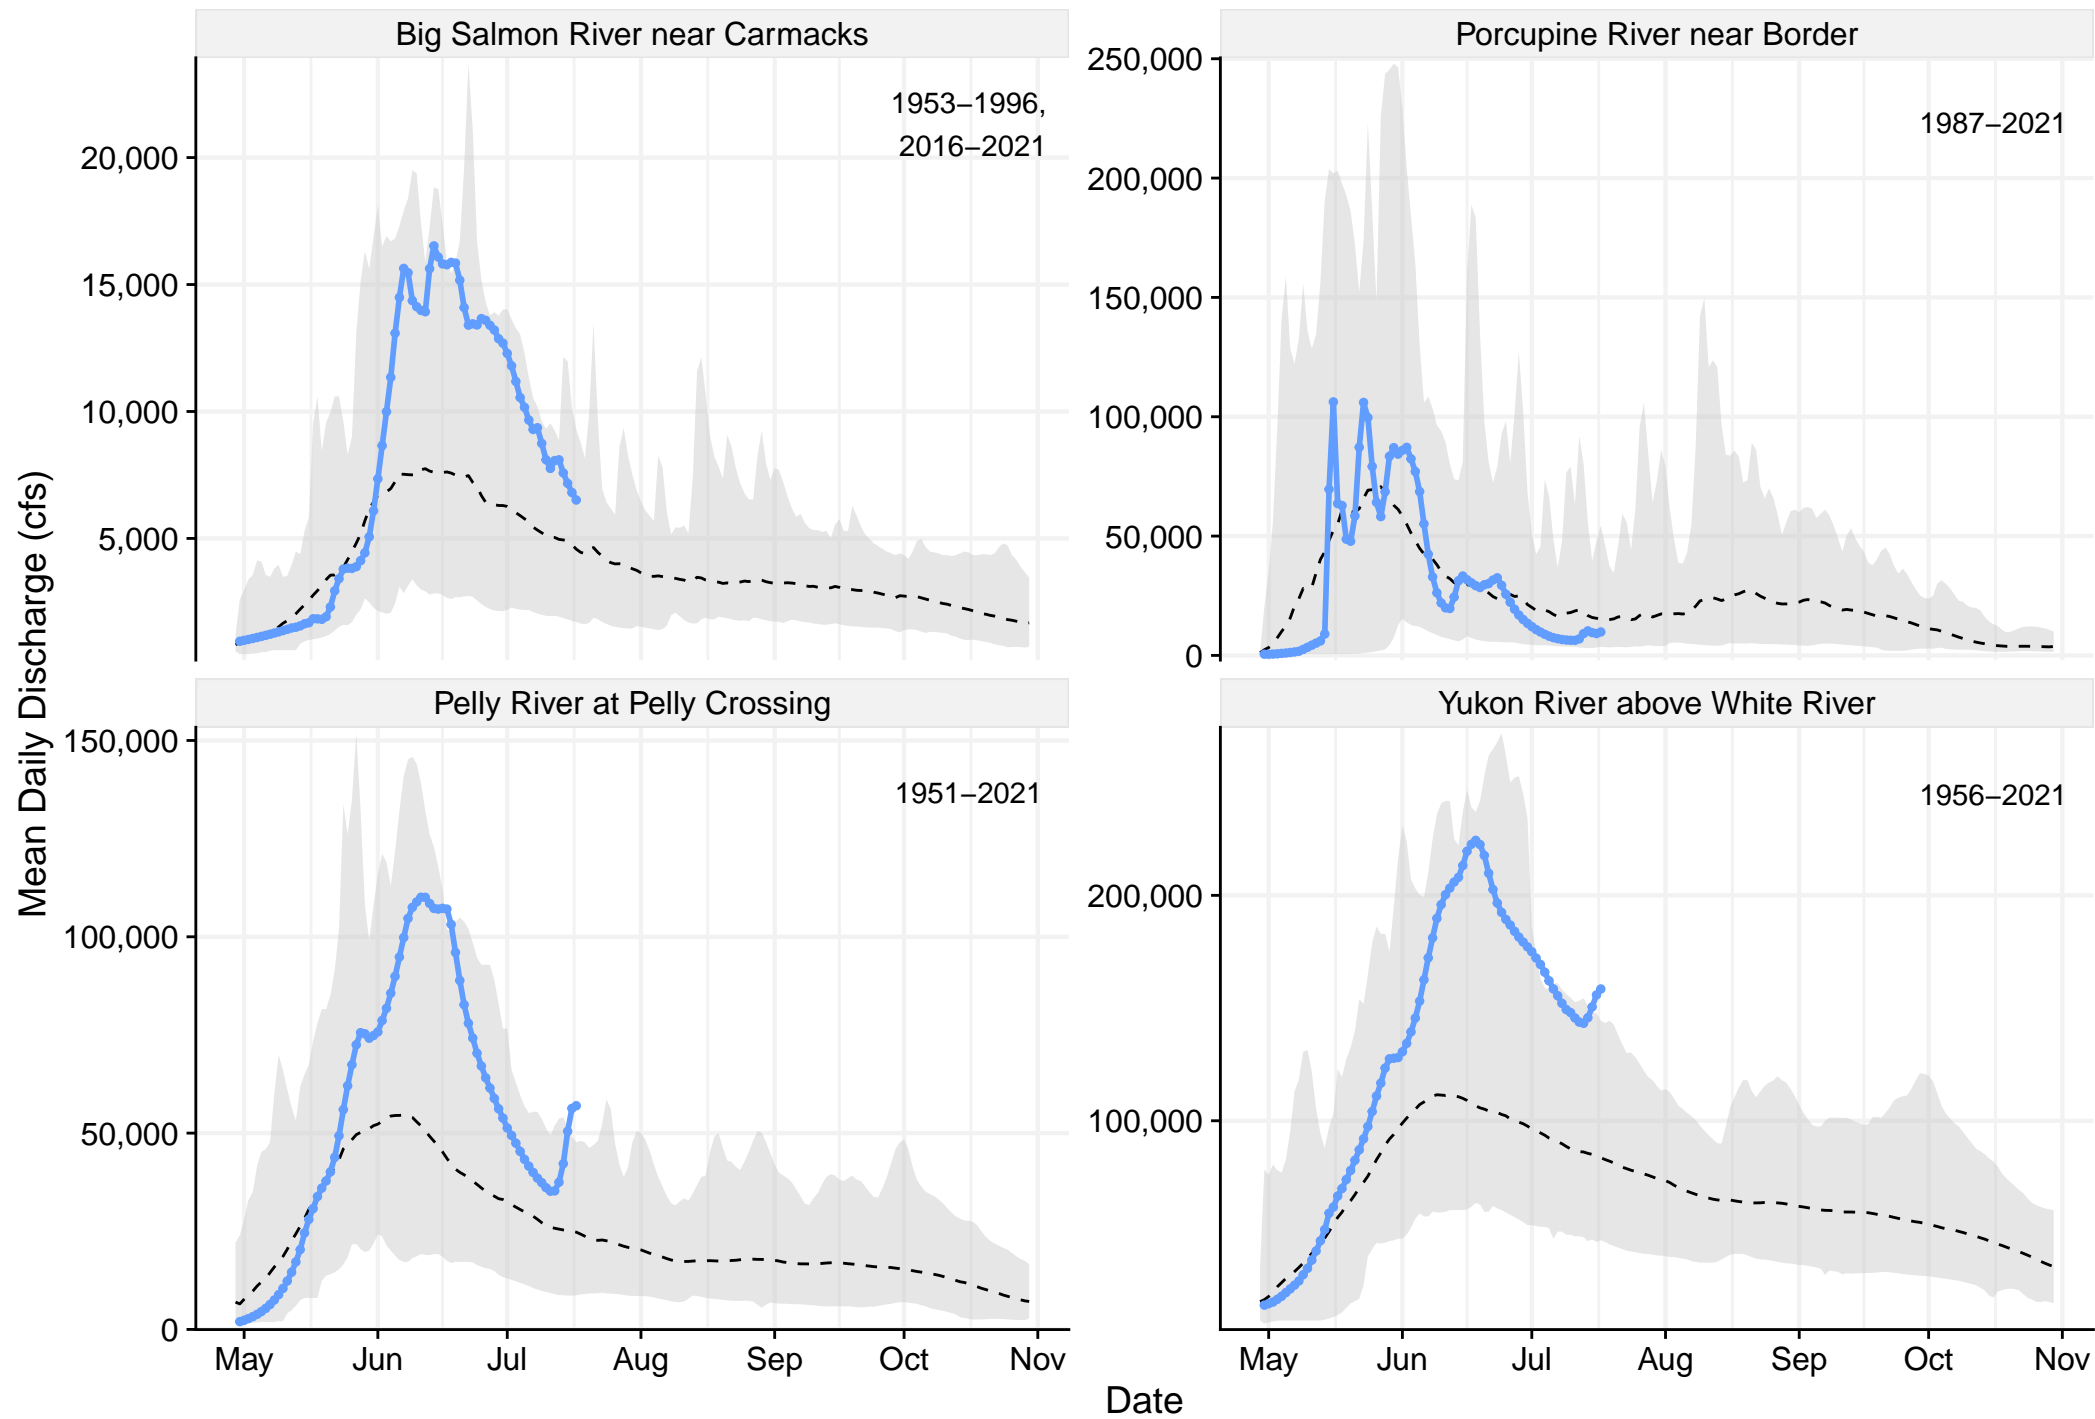 Big Salmon River near Carmacks
Porcupine River near Border
1953–1996,
2016–2021
1987–2021
20,000
15,000
10,000
5,000
250,000
200,000
150,000
100,000
50,000
0
Mean Daily Discharge (cfs)
Pelly River at Pelly Crossing
Yukon River above White River
1951–2021
1956–2021
150,000
100,000
50,000
0
200,000
100,000
May Jun Jul Aug Sep Oct Nov
May Jun Jul Aug Sep Oct Nov
Date